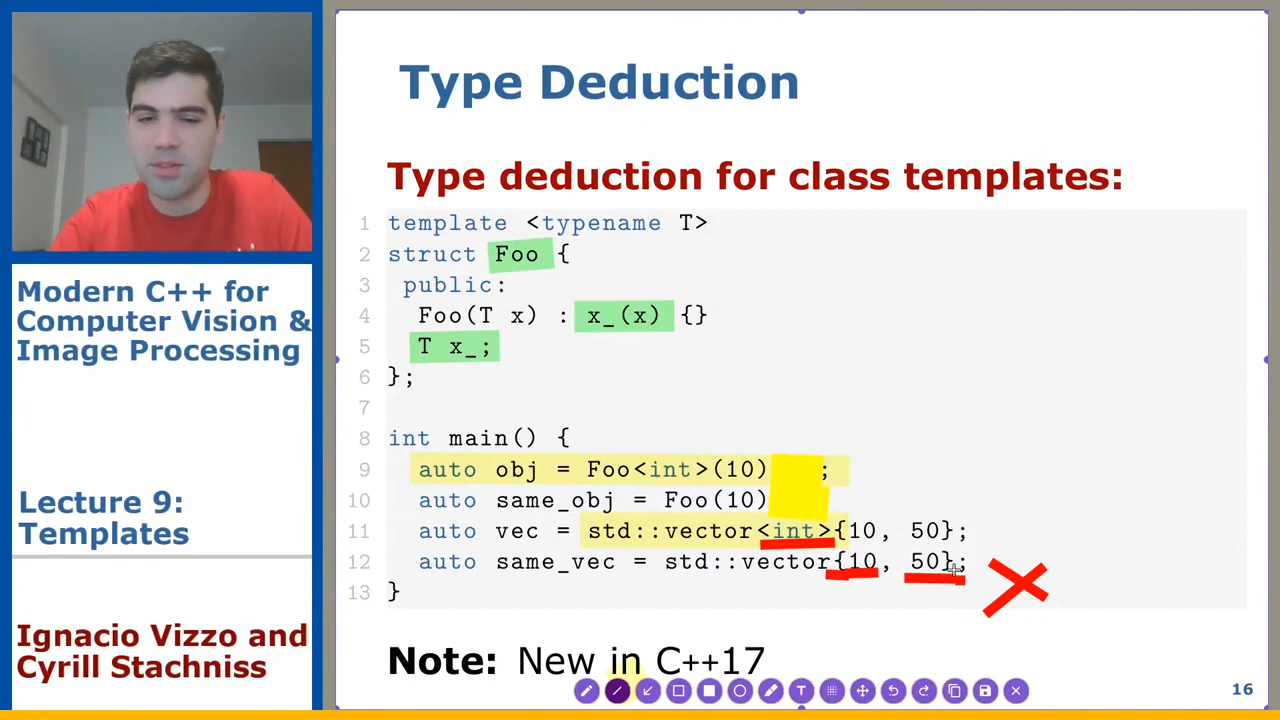 Type Deduction
Type deduction for class templates:
1 template <typename T>
2 struct Foo {
3 public:
4 Foo(T x) : x_(x) {}
5 T x_;
6 };
7
8 int main() {
9 auto obj = Foo<int>(10) ;
10 auto same_obj = Foo(10)
11 auto vec = std::vector<int>{10, 50};
12 auto same_vec = std::vector{10, 50};
13 }
Note: New in C++17
16
Modern C++ for
Computer Vision &
Image Processing
Lecture 9:
Templates
Ignacio Vizzo and
Cyrill Stachniss
T